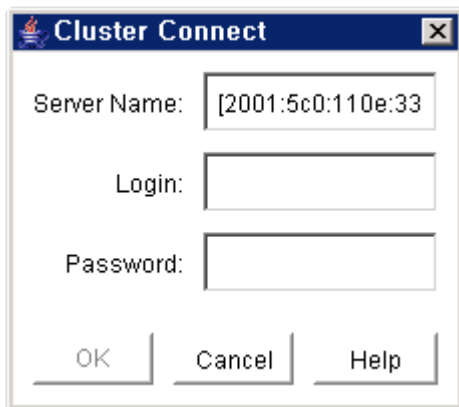 Cluster Connect
Server Name: [2001:5c0:110e:33
Login:
Password:
OK Cancel Help